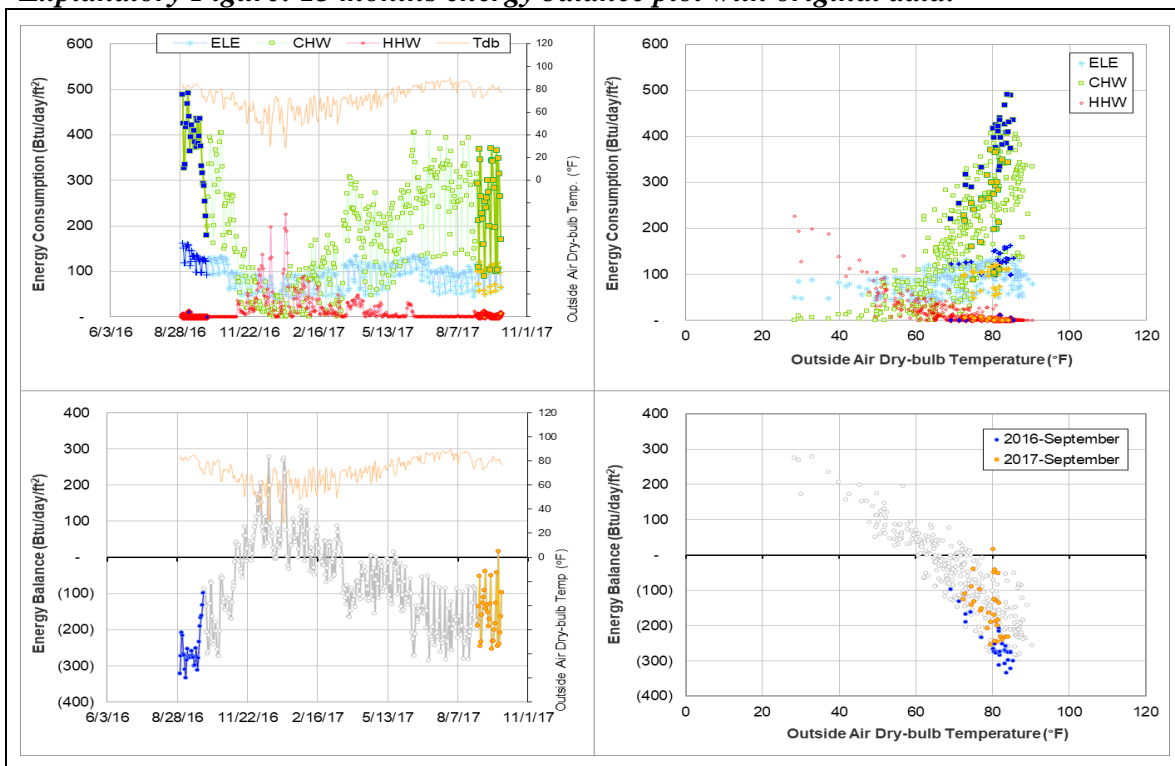 Explanatory Figure: 13 months energy balance plot with original data.
ELE CHW HHW Tdb
600
500
400
300
200
100
-
120
100
80
60
40
20
0
Energy Consumption (Btu/day/ft²)
Outside Air Dry-bulb Temp. (°F)
6/3/16 8/28/16 11/22/16 2/16/17 5/13/17 8/7/17 11/1/17
600
500
400
300
200
100
-
Energy Consumption (Btu/day/ft²)
ELE
CHW
HHW
0 20 40 60 80 100 120
Outside Air Dry-bulb Temperature (°F)
400
300
200
100
-
(100)
(200)
(300)
(400)
120
100
80
60
40
20
0
Energy Balance (Btu/day/ft²)
Outside Air Dry-bulb Temp (°F)
6/3/16 8/28/16 11/22/16 2/16/17 5/13/17 8/7/17 11/1/17
400
300
200
100
-
(100)
(200)
(300)
(400)
Energy Balance (Btu/day/ft²)
2016-September
2017-September
0 20 40 60 80 100 120
Outside Air Dry-bulb Temperature (°F)